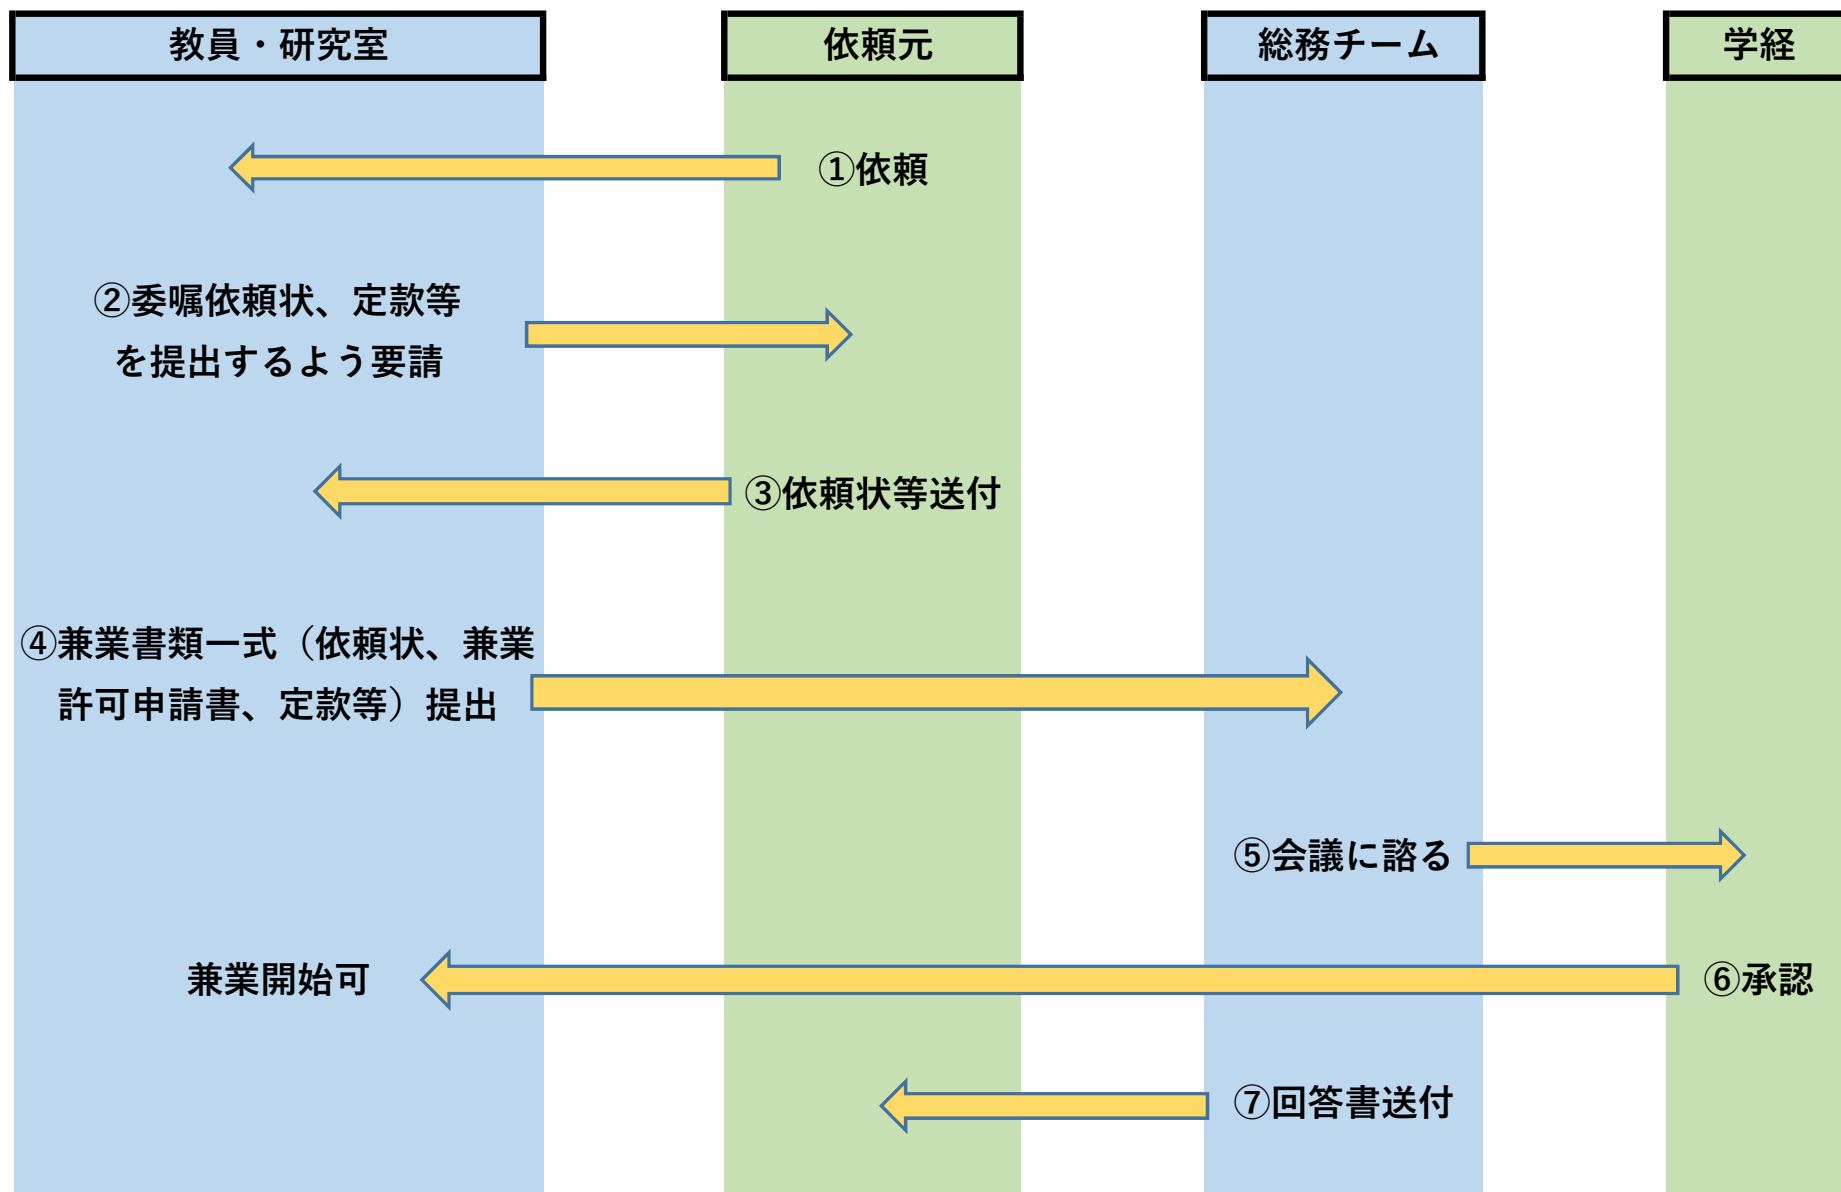 教員・研究室
依頼元
総務チーム
学経
①依頼
②委嘱依頼状、定款等
を提出するよう要請
③依頼状等送付
④兼業書類一式（依頼状、兼業
許可申請書、定款等）提出
⑤会議に諮る
兼業開始可
⑥承認
⑦回答書送付